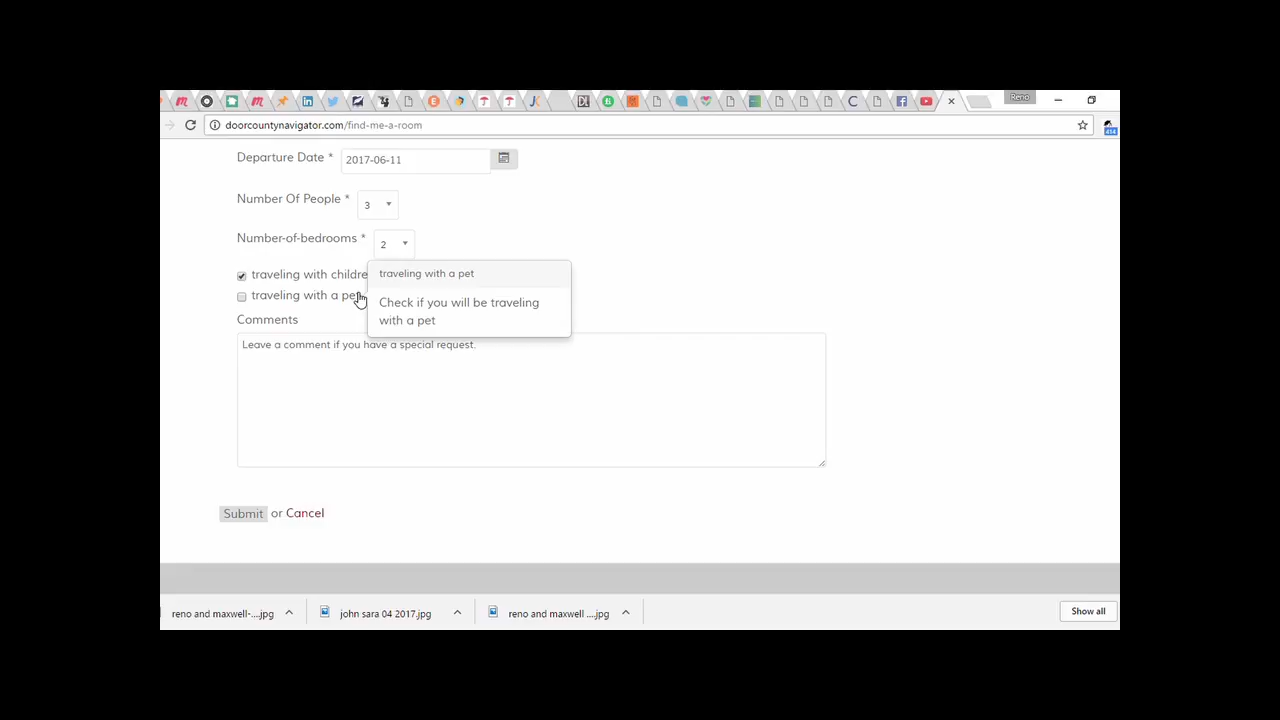 Reno
doorcountynavigator.com/find-me-a-room
414
Departure Date *
2017-06-11
Number Of People *
3
Number-of-bedrooms *
2
traveling with childre
traveling with a pet
traveling with a pe
Check if you will be traveling
with a pet
Comments
Leave a comment if you have a special request.
Submit or Cancel
reno and maxwell-....jpg
john sara 04 2017.jpg
reno and maxwell ....jpg
Show all